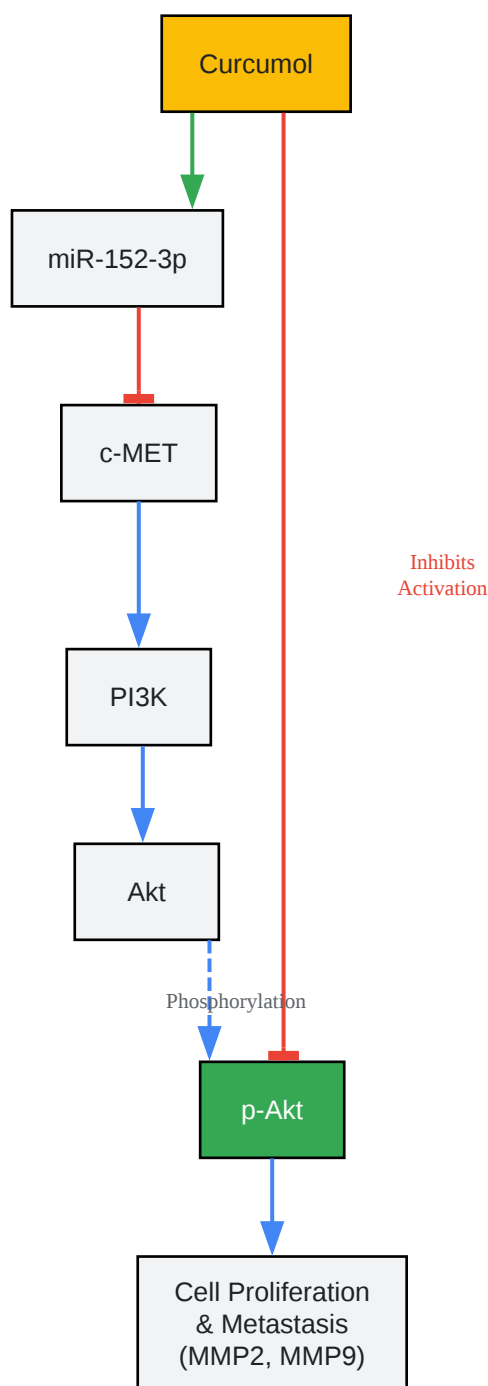 Curcumol
miR-152-3p
c-MET
Inhibits
Activation
PI3K
Akt
Phosphorylation
p-Akt
Cell Proliferation
& Metastasis
(MMP2, MMP9)